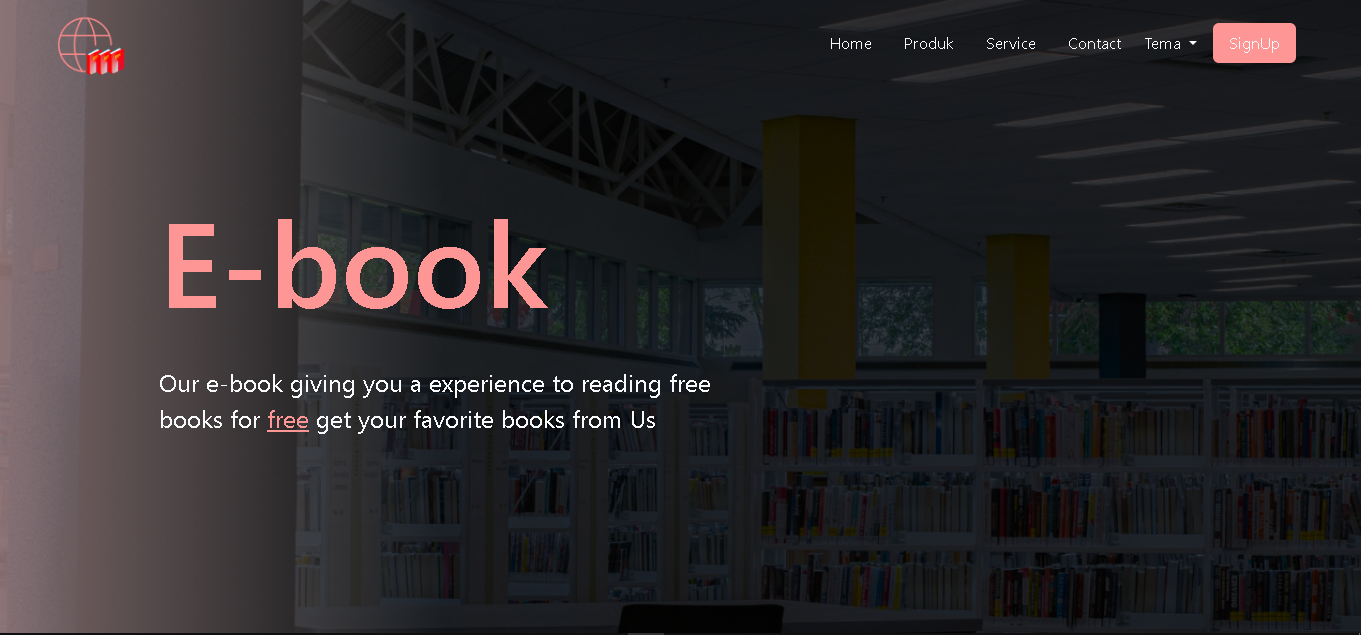 Home Produk Service Contact Tema SignUp
E-book
Our e-book giving you a experience to reading free
books for free get your favorite books from Us